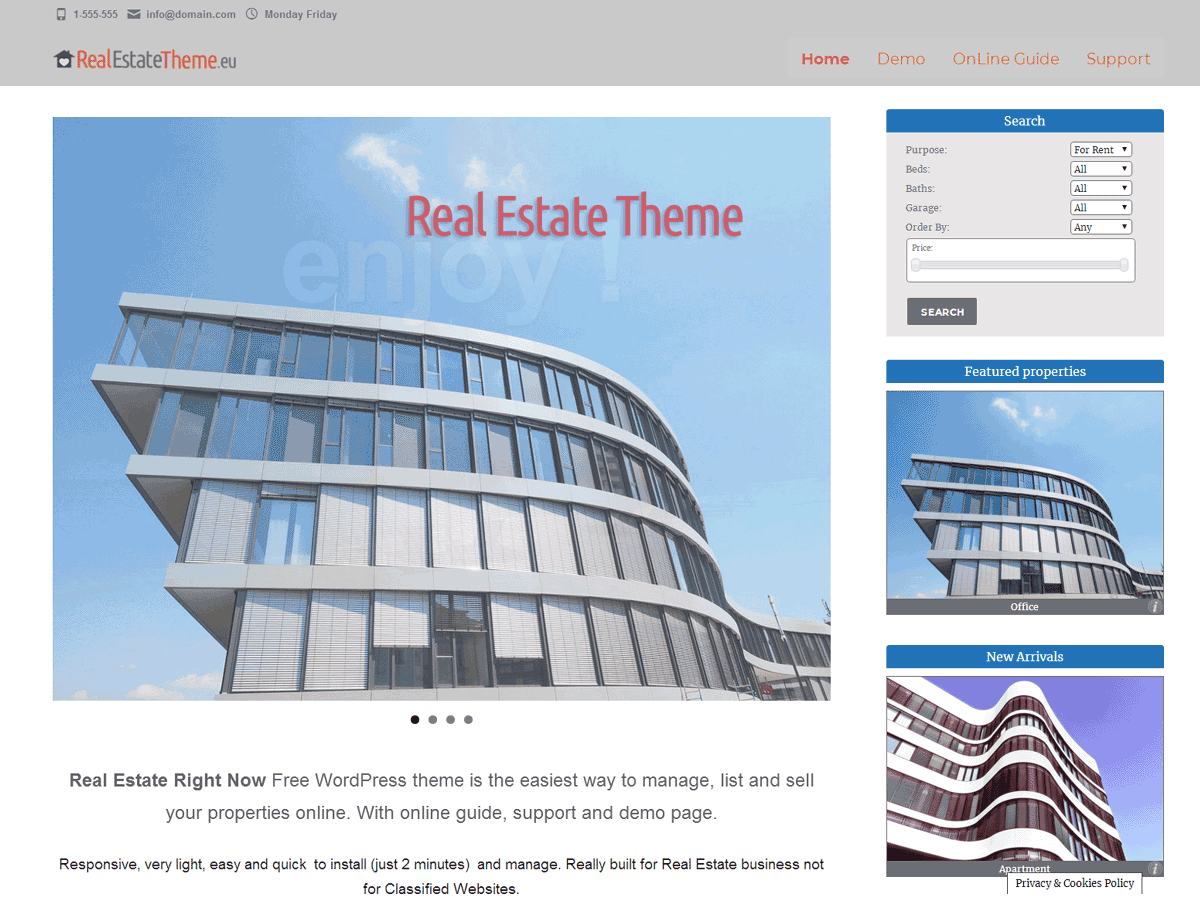 1-555-555 info@domain.com Monday Friday
RealEstateTheme.eu
Home Demo OnLine Guide Support
Real Estate Theme
enjoy !
Real Estate Right Now Free WordPress theme is the easiest way to manage, list and sell
your properties online. With online guide, support and demo page.
Responsive, very light, easy and quick to install (just 2 minutes) and manage. Really built for Real Estate business not
for Classified Websites.
Search
Purpose: For Rent
Beds: All
Baths: All
Garage: All
Order By: Any
Price:
SEARCH
Featured properties
Office
New Arrivals
Apartment
Privacy & Cookies Policy